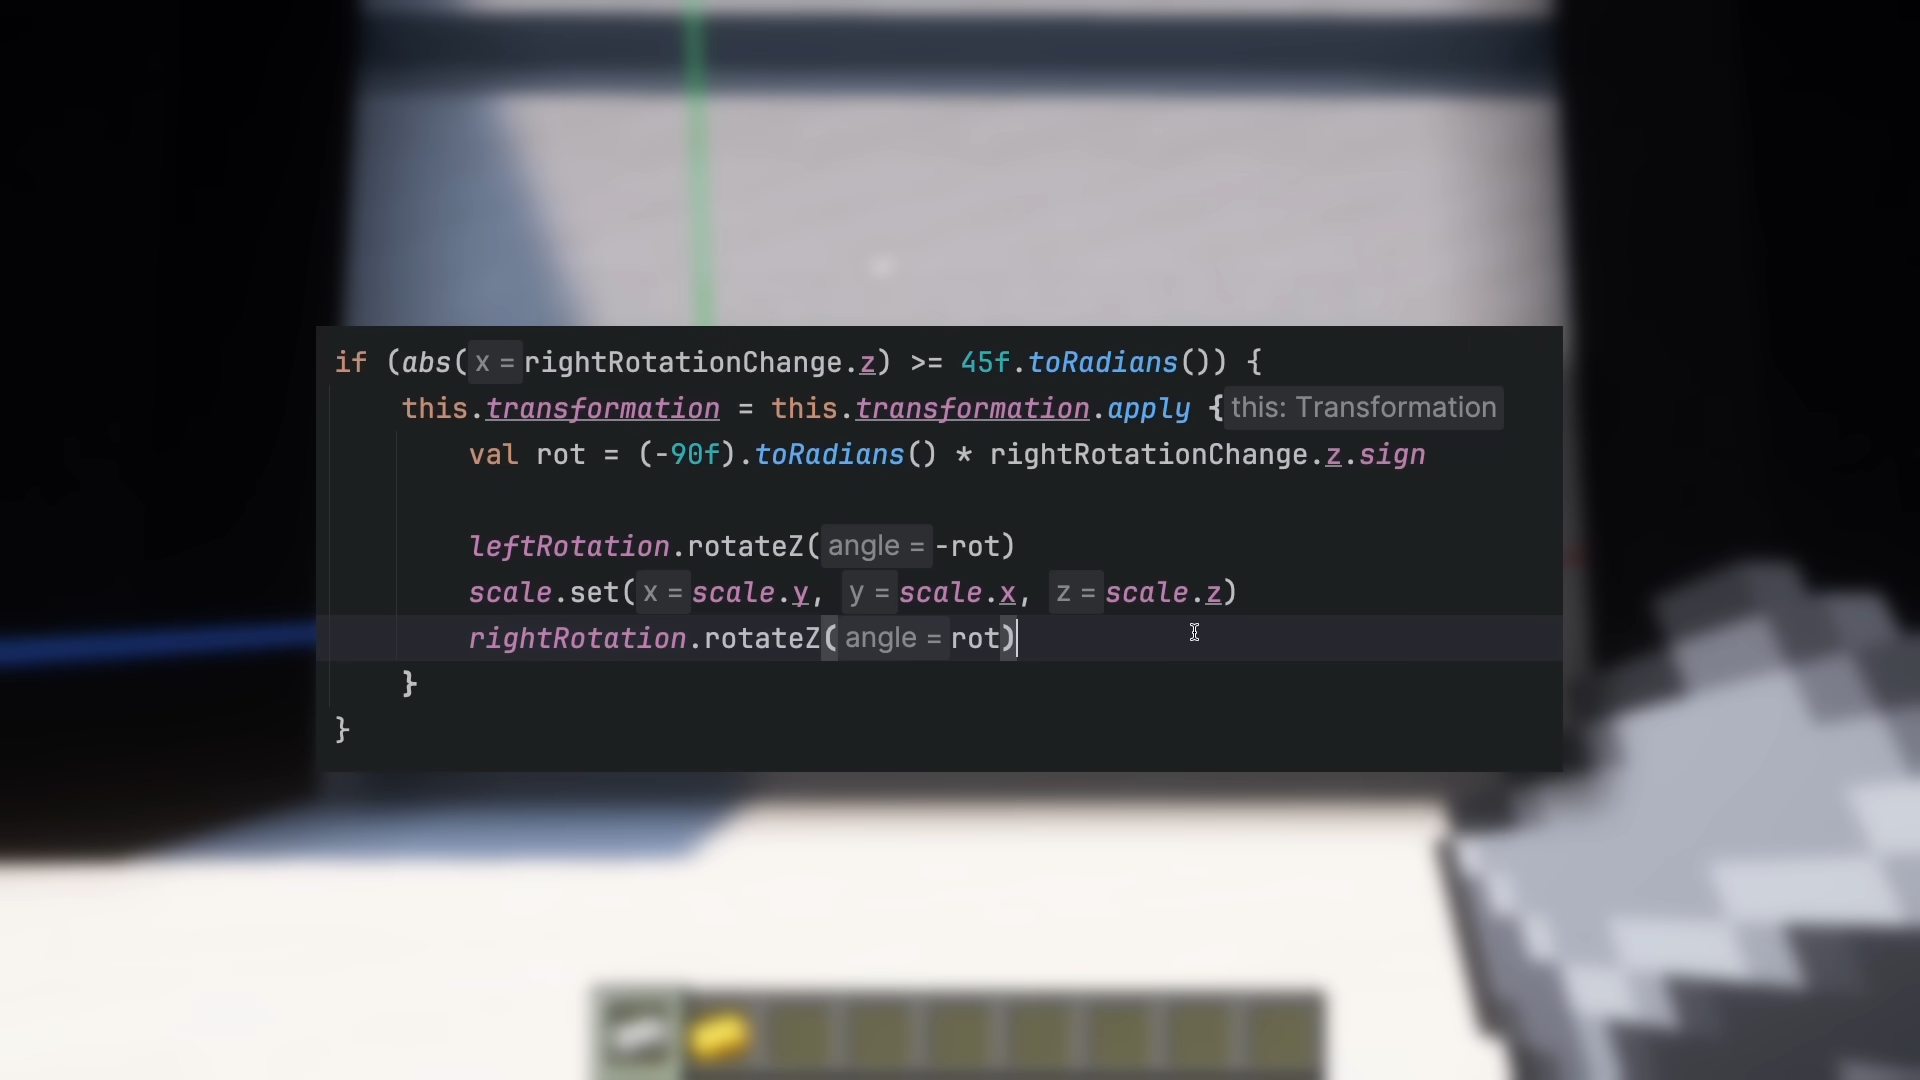 if (abs( x = rightRotationChange.z) >= 45f.toRadians()) {
this.transformation = this.transformation.apply { this: Transformation
val rot = (-90f).toRadians() * rightRotationChange.z.sign
leftRotation.rotateZ( angle = -rot)
scale.set( x = scale.y, y = scale.x, z = scale.z)
rightRotation.rotateZ( angle = rot)
}
}